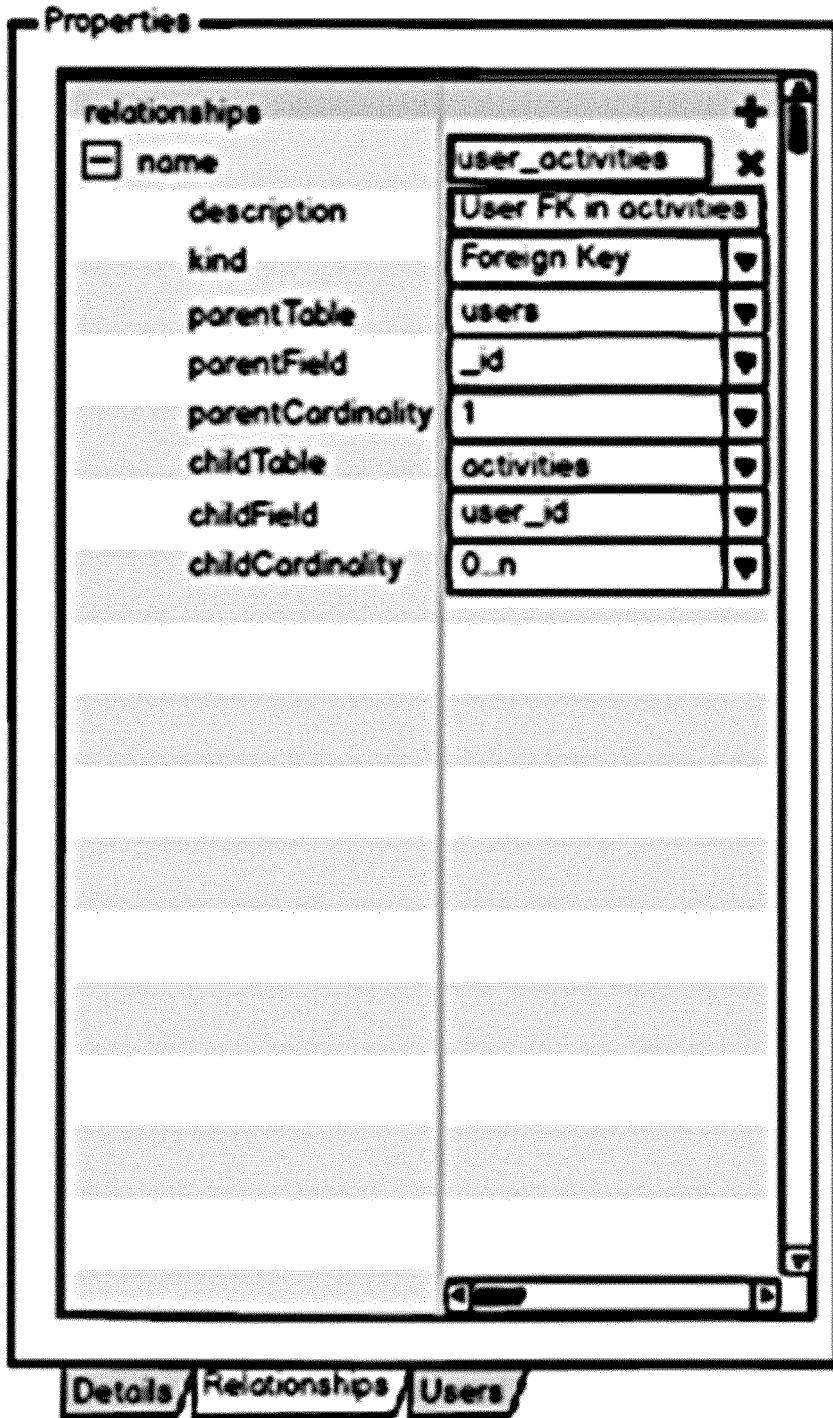 Properties
relationships
name user_activities
description User FK in activities
kind Foreign Key
parentTable users
parentField _id
parentCardinality 1
childTable activities
childField user_id
childCardinality 0...n
Details Relationships Users